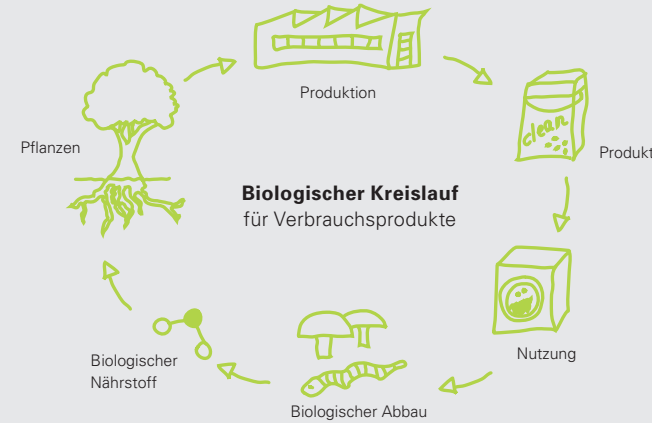 Produktion
Pflanzen
clean
Produkt
Biologischer Kreislauf
für Verbrauchsprodukte
Nutzung
Biologischer
Nährstoff
Biologischer Abbau